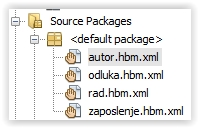 Source Packages
<default package>
autor.hbm.xml
odluka.hbm.xml
rad.hbm.xml
zaposlenje.hbm.xml